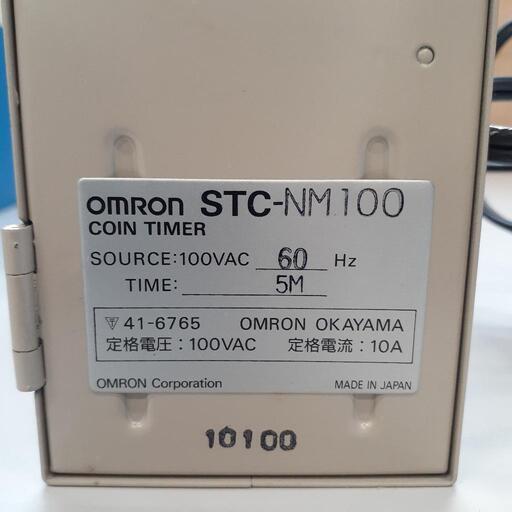 OMRON STC-NM100
COIN TIMER
SOURCE:100VAC 60 Hz
TIME: 5M
▽ 41-6765 OMRON OKAYAMA
定格電圧:100VAC 定格電流:10A
OMRON Corporation MADE IN JAPAN
10100